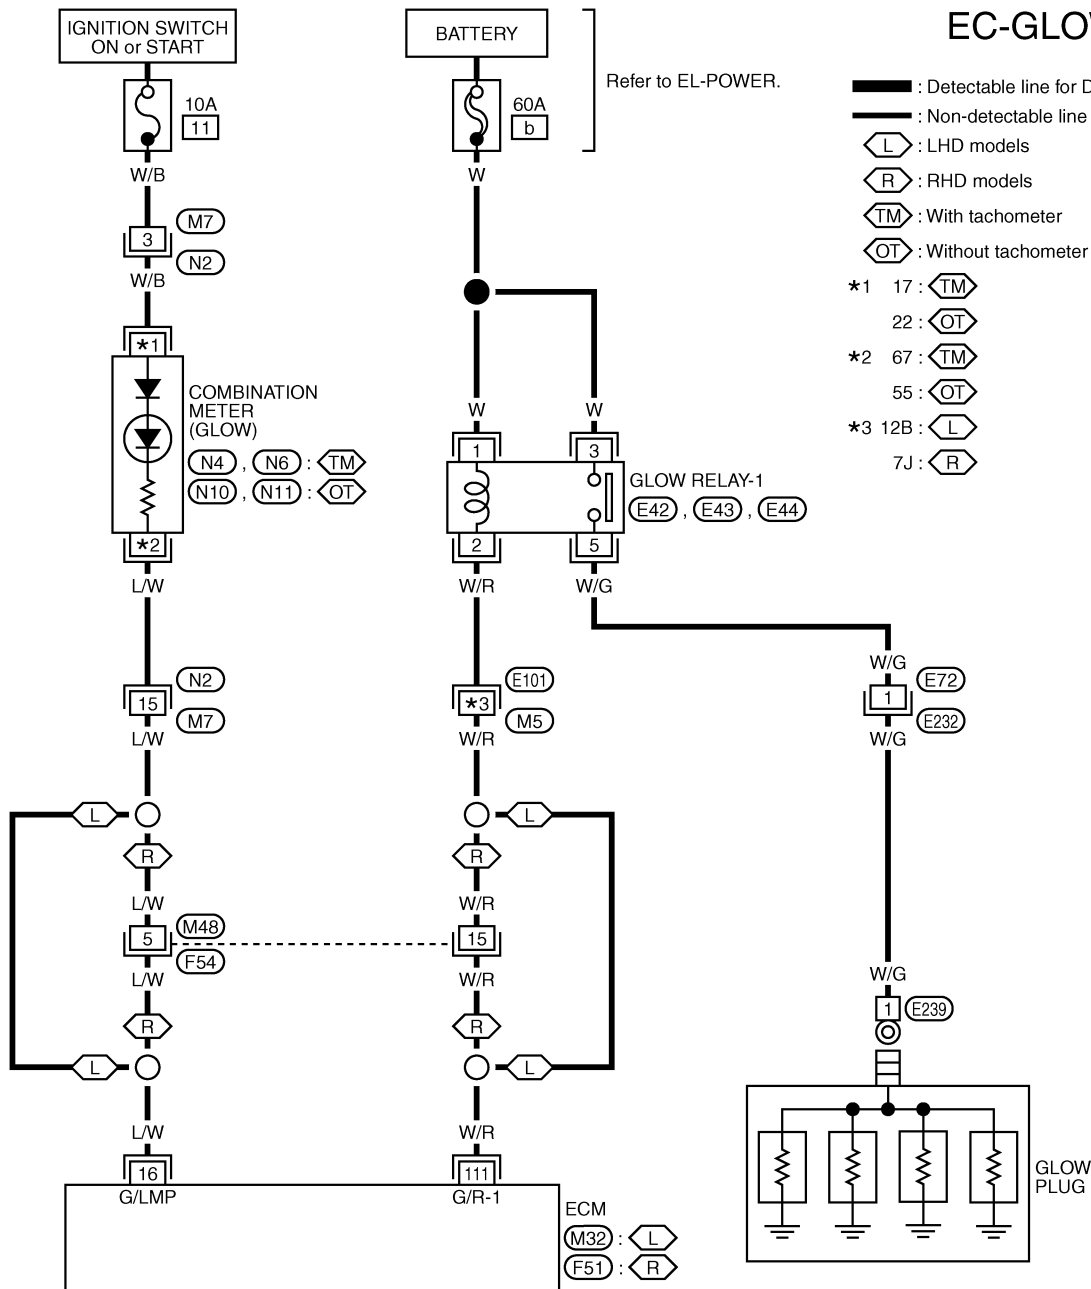 IGNITION SWITCH
ON or START
BATTERY
EC-GLO
Refer to EL-POWER.
10A
11
60A
b
: Detectable line for D
: Non-detectable line
L : LHD models
R : RHD models
TM : With tachometer
OT : Without tachometer
*1 17 : TM
22 : OT
*2 67 : TM
55 : OT
*3 12B : L
7J : R
W/B
W
3
M7
N2
W/B
*1
COMBINATION
METER
(GLOW)
N4 , N6 : TM
N10 , N11 : OT
*2
L/W
W
W
1
3
GLOW RELAY-1
E42 , E43 , E44
2
5
W/R
W/G
W/G
1
E72
E232
W/G
15
N2
M7
L/W
*3
E101
M5
W/R
L
L
R
R
L/W
W/R
5
M48
F54
15
L/W
W/R
R
R
L
L
W/G
1
E239
L/W
W/R
16
111
G/LMP
G/R-1
ECM
M32 : L
F51 : R
GLOW
PLUG